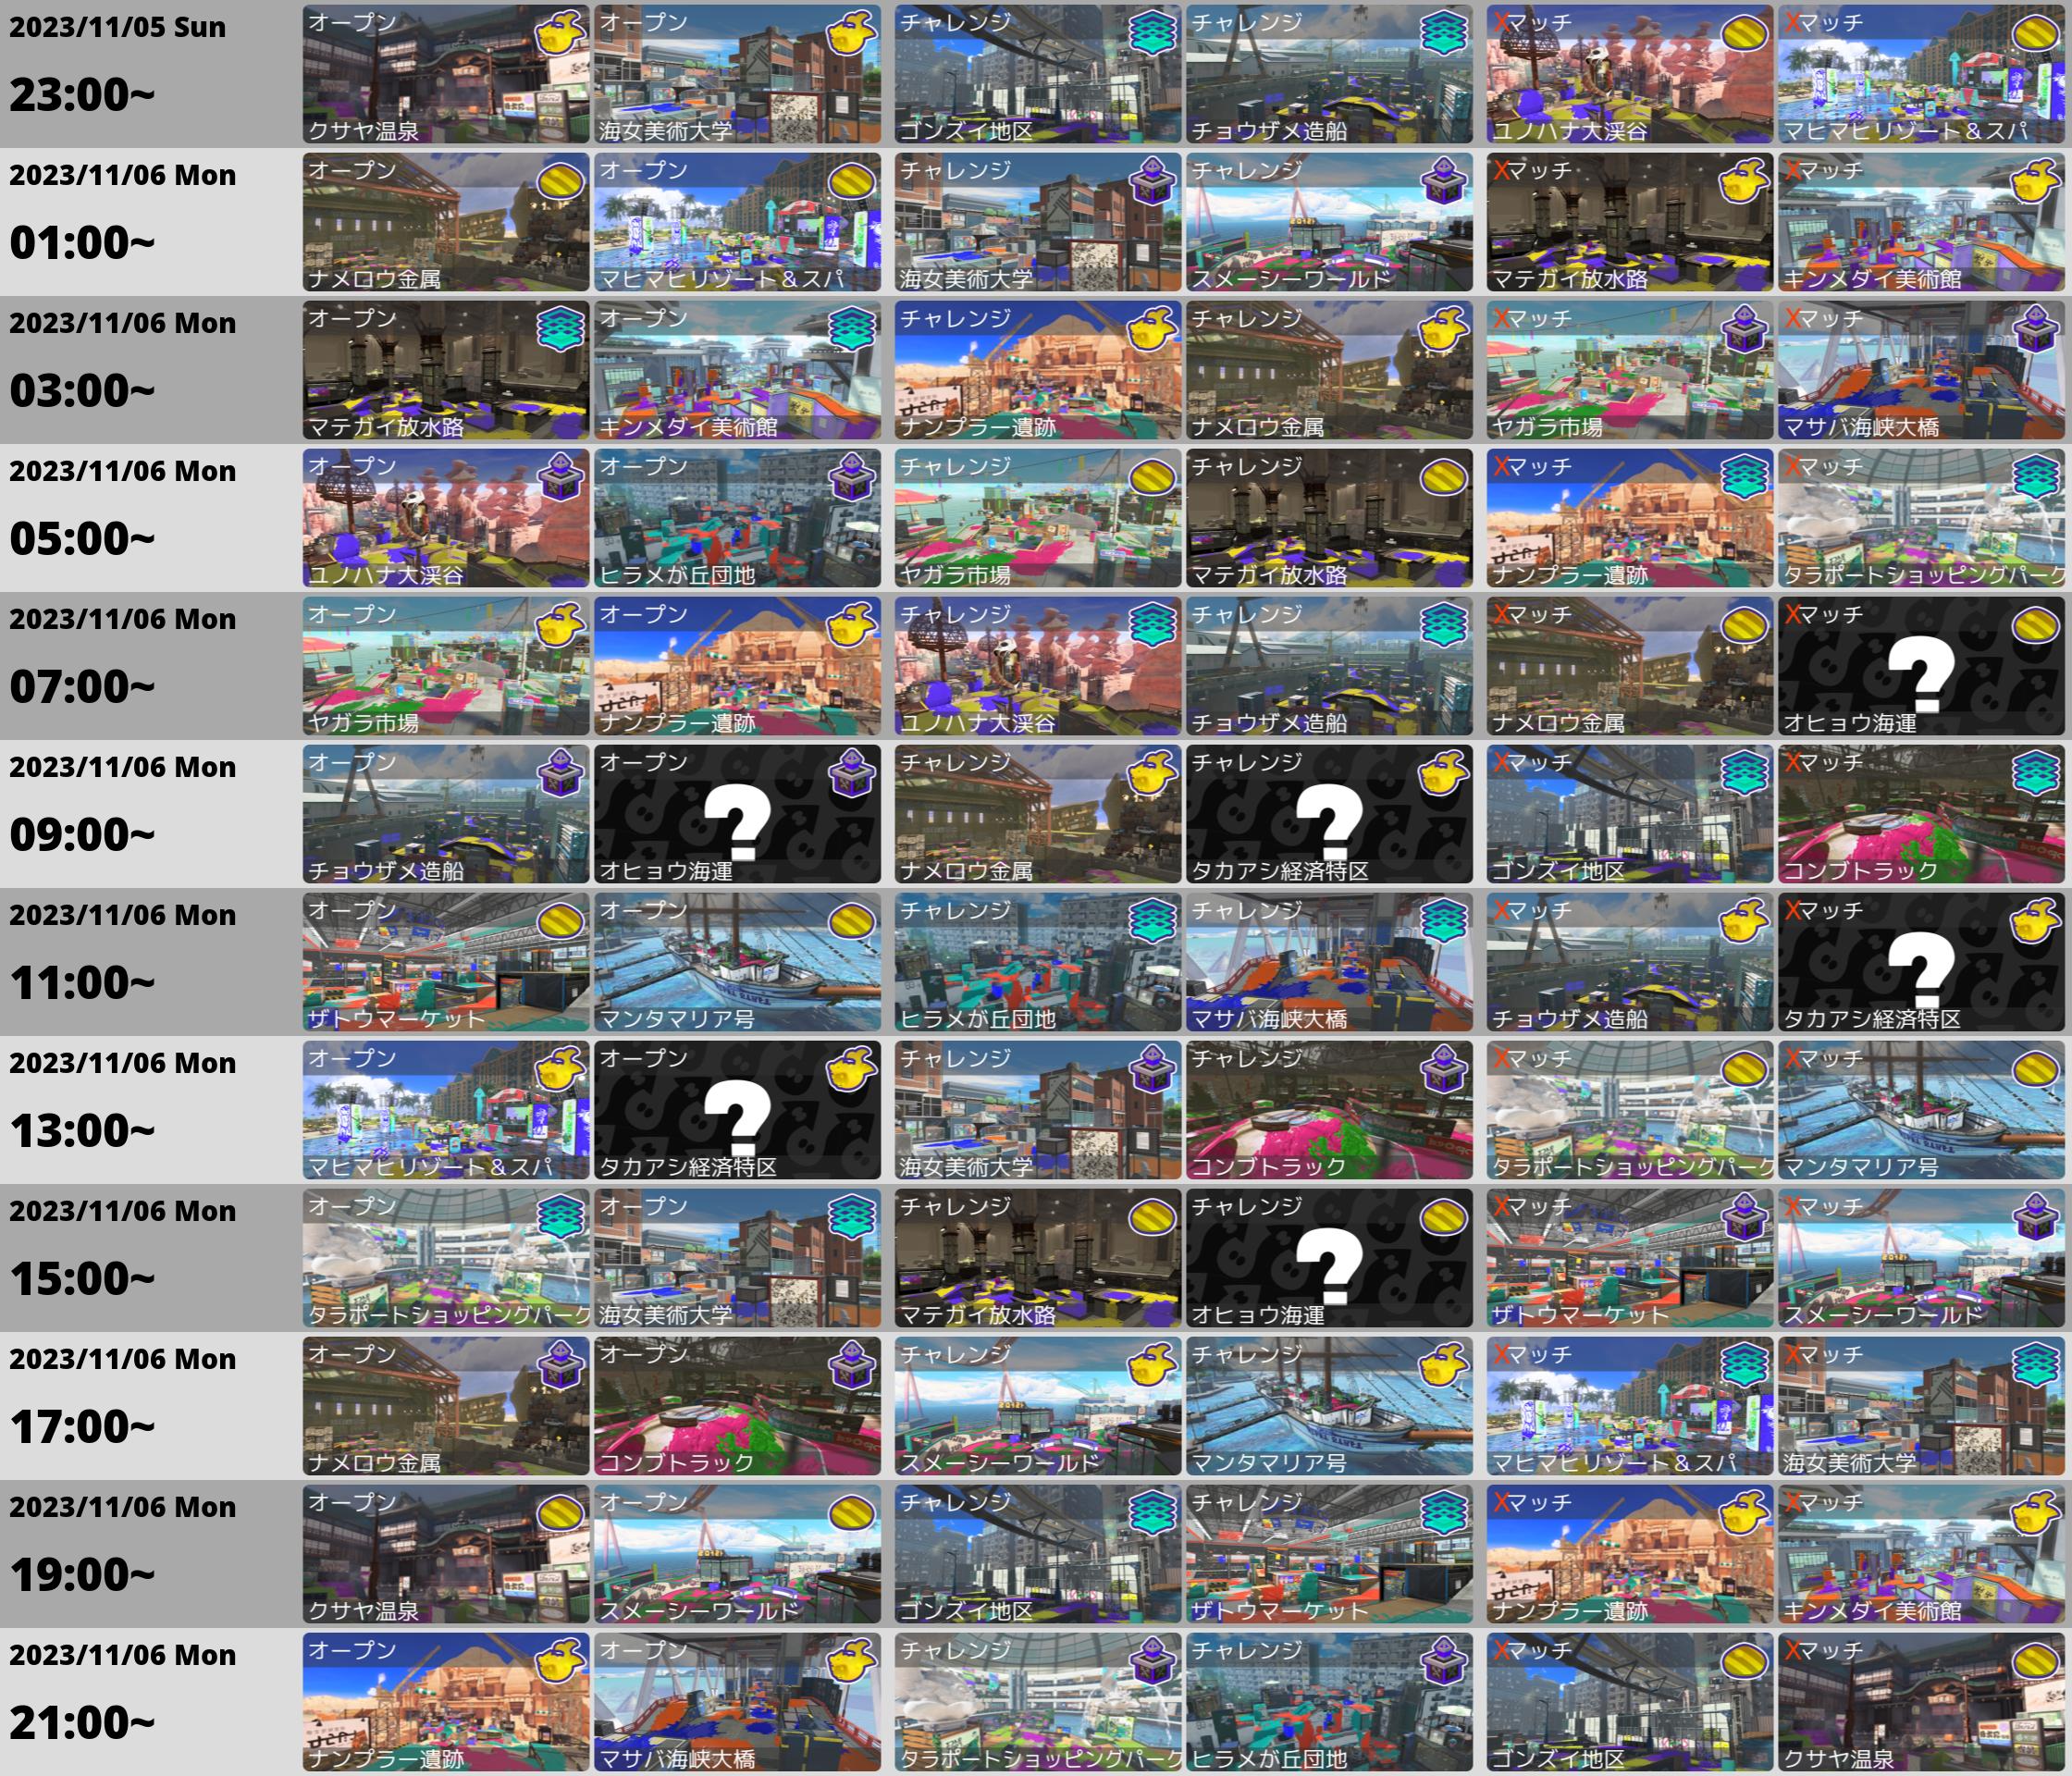 2023/11/05 Sun
23:00~
オープン オープン チャレンジ チャレンジ Xマッチ Xマッチ
クサヤ温泉 海女美術大学 ゴンズイ地区 チョウザメ造船 ユノハナ大渓谷 マヒマヒリゾート＆スパ
2023/11/06 Mon
01:00~
オープン オープン チャレンジ チャレンジ Xマッチ Xマッチ
ナメロウ金属 マヒマヒリゾート＆スパ 海女美術大学 スメーシーワールド マテガイ放水路 キンメダイ美術館
2023/11/06 Mon
03:00~
オープン オープン チャレンジ チャレンジ Xマッチ Xマッチ
マテガイ放水路 キンメダイ美術館 ナンプラー遺跡 ナメロウ金属 ヤガラ市場 マサバ海峡大橋
2023/11/06 Mon
05:00~
オープン オープン チャレンジ チャレンジ Xマッチ Xマッチ
ユノハナ大渓谷 ヒラメが丘団地 ヤガラ市場 マテガイ放水路 ナンプラー遺跡 タラポートショッピングパーク
2023/11/06 Mon
07:00~
オープン オープン チャレンジ チャレンジ Xマッチ Xマッチ
?
ヤガラ市場 ナンプラー遺跡 ユノハナ大渓谷 チョウザメ造船 ナメロウ金属 オヒョウ海運
2023/11/06 Mon
09:00~
オープン オープン チャレンジ チャレンジ Xマッチ Xマッチ
? ?
チョウザメ造船 オヒョウ海運 ナメロウ金属 タカアシ経済特区 ゴンズイ地区 コンブトラック
2023/11/06 Mon
11:00~
オープン オープン チャレンジ チャレンジ Xマッチ Xマッチ
?
ザトウマーケット マンタマリア号 ヒラメが丘団地 マサバ海峡大橋 チョウザメ造船 タカアシ経済特区
2023/11/06 Mon
13:00~
オープン オープン チャレンジ チャレンジ Xマッチ Xマッチ
?
マヒマヒリゾート＆スパ タカアシ経済特区 海女美術大学 コンブトラック タラポートショッピングパーク マンタマリア号
2023/11/06 Mon
15:00~
オープン オープン チャレンジ チャレンジ Xマッチ Xマッチ
?
タラポートショッピングパーク 海女美術大学 マテガイ放水路 オヒョウ海運 ザトウマーケット スメーシーワールド
2023/11/06 Mon
17:00~
オープン オープン チャレンジ チャレンジ Xマッチ Xマッチ
ナメロウ金属 コンブトラック スメーシーワールド マンタマリア号 マヒマヒリゾート＆スパ 海女美術大学
2023/11/06 Mon
19:00~
オープン オープン チャレンジ チャレンジ Xマッチ Xマッチ
クサヤ温泉 スメーシーワールド ゴンズイ地区 ザトウマーケット ナンプラー遺跡 キンメダイ美術館
2023/11/06 Mon
21:00~
オープン オープン チャレンジ チャレンジ Xマッチ Xマッチ
ナンプラー遺跡 マサバ海峡大橋 タラポートショッピングパーク ヒラメが丘団地 ゴンズイ地区 クサヤ温泉